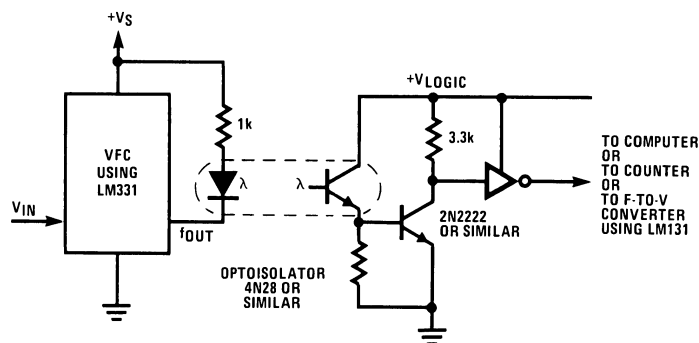 +VS
1k
VFC
USING
LM331
λ
VIN
fOUT
λ
OPTOISOLATOR
4N28 OR
SIMILAR
+VLOGIC
3.3k
2N2222
OR SIMILAR
TO COMPUTER
OR
TO COUNTER
OR
TO F-TO-V
CONVERTER
USING LM131